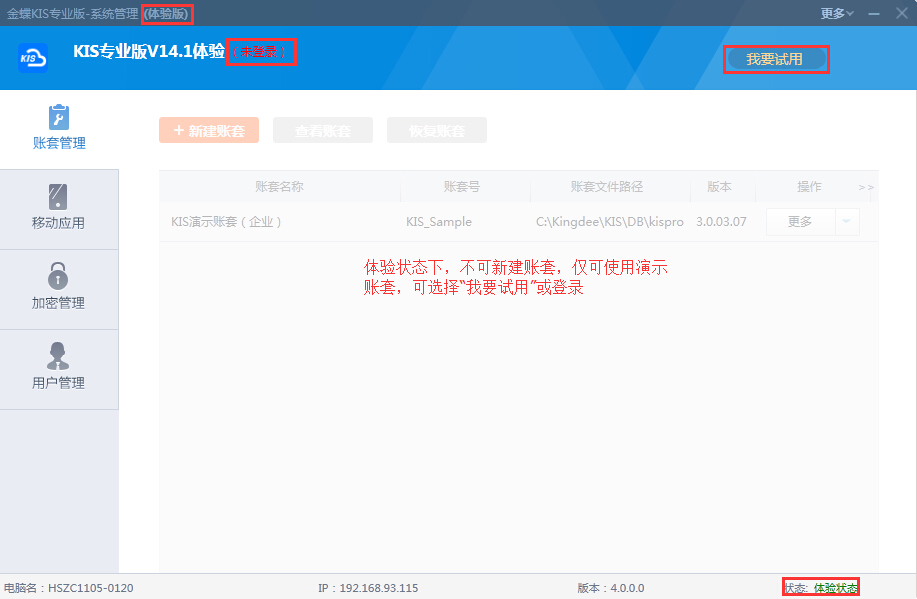 金蝶KIS专业版-系统管理 (体验版) 更多
KIS
KIS专业版V14.1体验（未登录） 我要试用
账套管理
移动应用
加密管理
用户管理
+ 新建账套 查看账套 恢复账套
账套名称 账套号 账套文件路径 版本 操作 >>
KIS演示账套（企业） KIS_Sample C:\Kingdee\KIS\DB\kispro 3.0.03.07 更多
体验状态下，不可新建账套，仅可使用演示
账套，可选择“我要试用”或登录
电脑名：HSZC1105-0120 IP：192.168.93.115 版本：4.0.0.0 状态: 体验状态